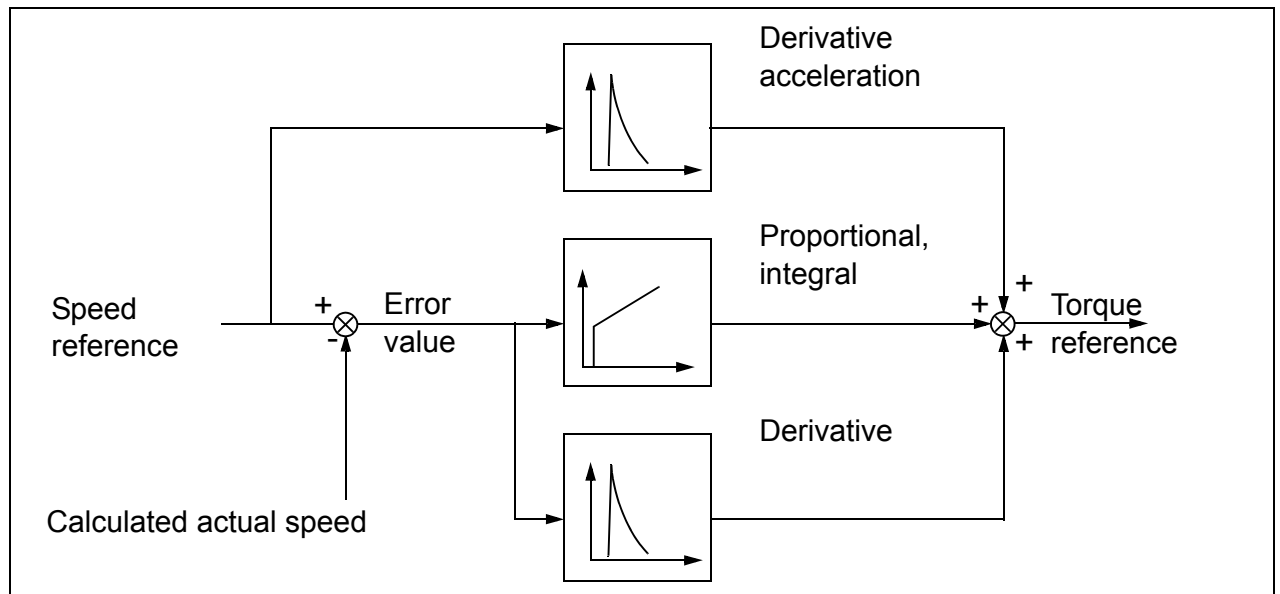 Derivative
acceleration
Proportional,
integral
+
+
+
Speed
reference
+
-
Error
value
Torque
reference
Derivative
Calculated actual speed